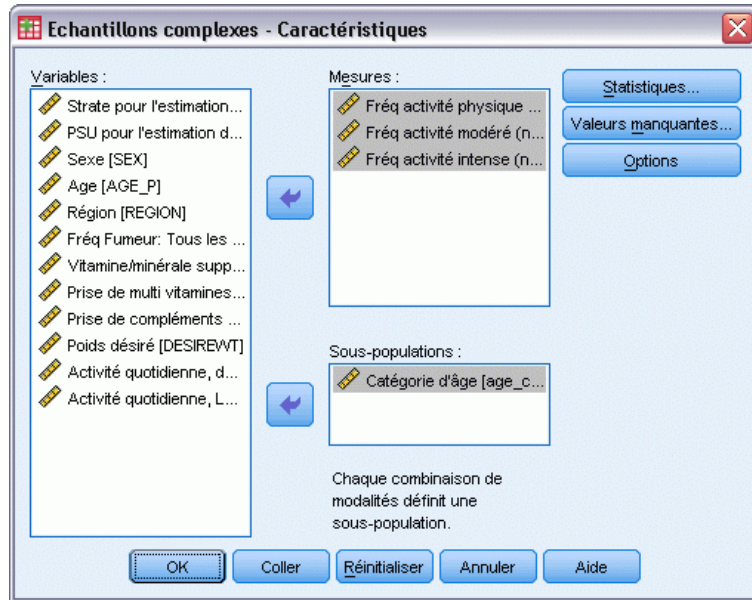 Echantillons complexes - Caractéristiques
Variables :
Strate pour l'estimation...
PSU pour l'estimation d...
Sexe [SEX]
Age [AGE_P]
Région [REGION]
Fréq Fumeur: Tous les ...
Vitamine/minérale supp...
Prise de multi vitamines...
Prise de compléments ...
Poids désiré [DESIREWT]
Activité quotidienne, d...
Activité quotidienne, L...
Mesures :
Fréq activité physique ...
Fréq activité modéré (n...
Fréq activité intense (n...
Sous-populations :
Catégorie d'âge [age_c...
Chaque combinaison de
modalités définit une
sous-population.
Statistiques...
Valeurs manquantes...
Options
OK
Coller
Réinitialiser
Annuler
Aide